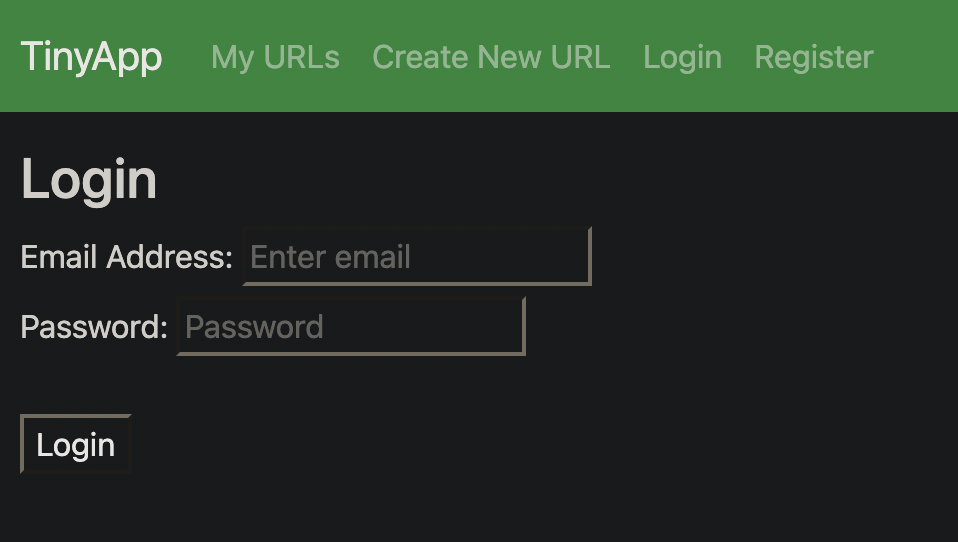 TinyApp My URLs Create New URL Login Register
Login
Email Address: Enter email
Password: Password
Login